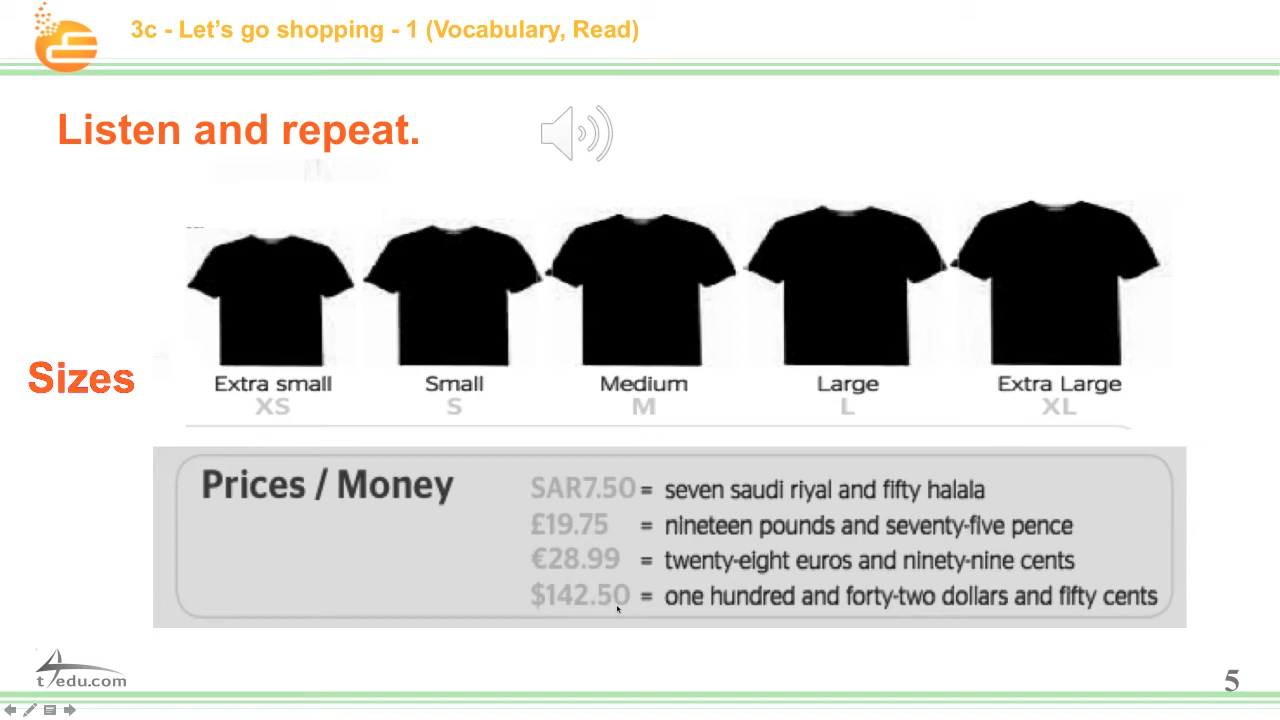 3c - Let's go shopping - 1 (Vocabulary, Read)
Listen and repeat.
Sizes
Extra small Small Medium Large Extra Large
XS S M L XL
Prices / Money
SAR7.50 = seven saudi riyal and fifty halala
£19.75 = nineteen pounds and seventy-five pence
€28.99 = twenty-eight euros and ninety-nine cents
$142.50 = one hundred and forty-two dollars and fifty cents
t4edu.com
5